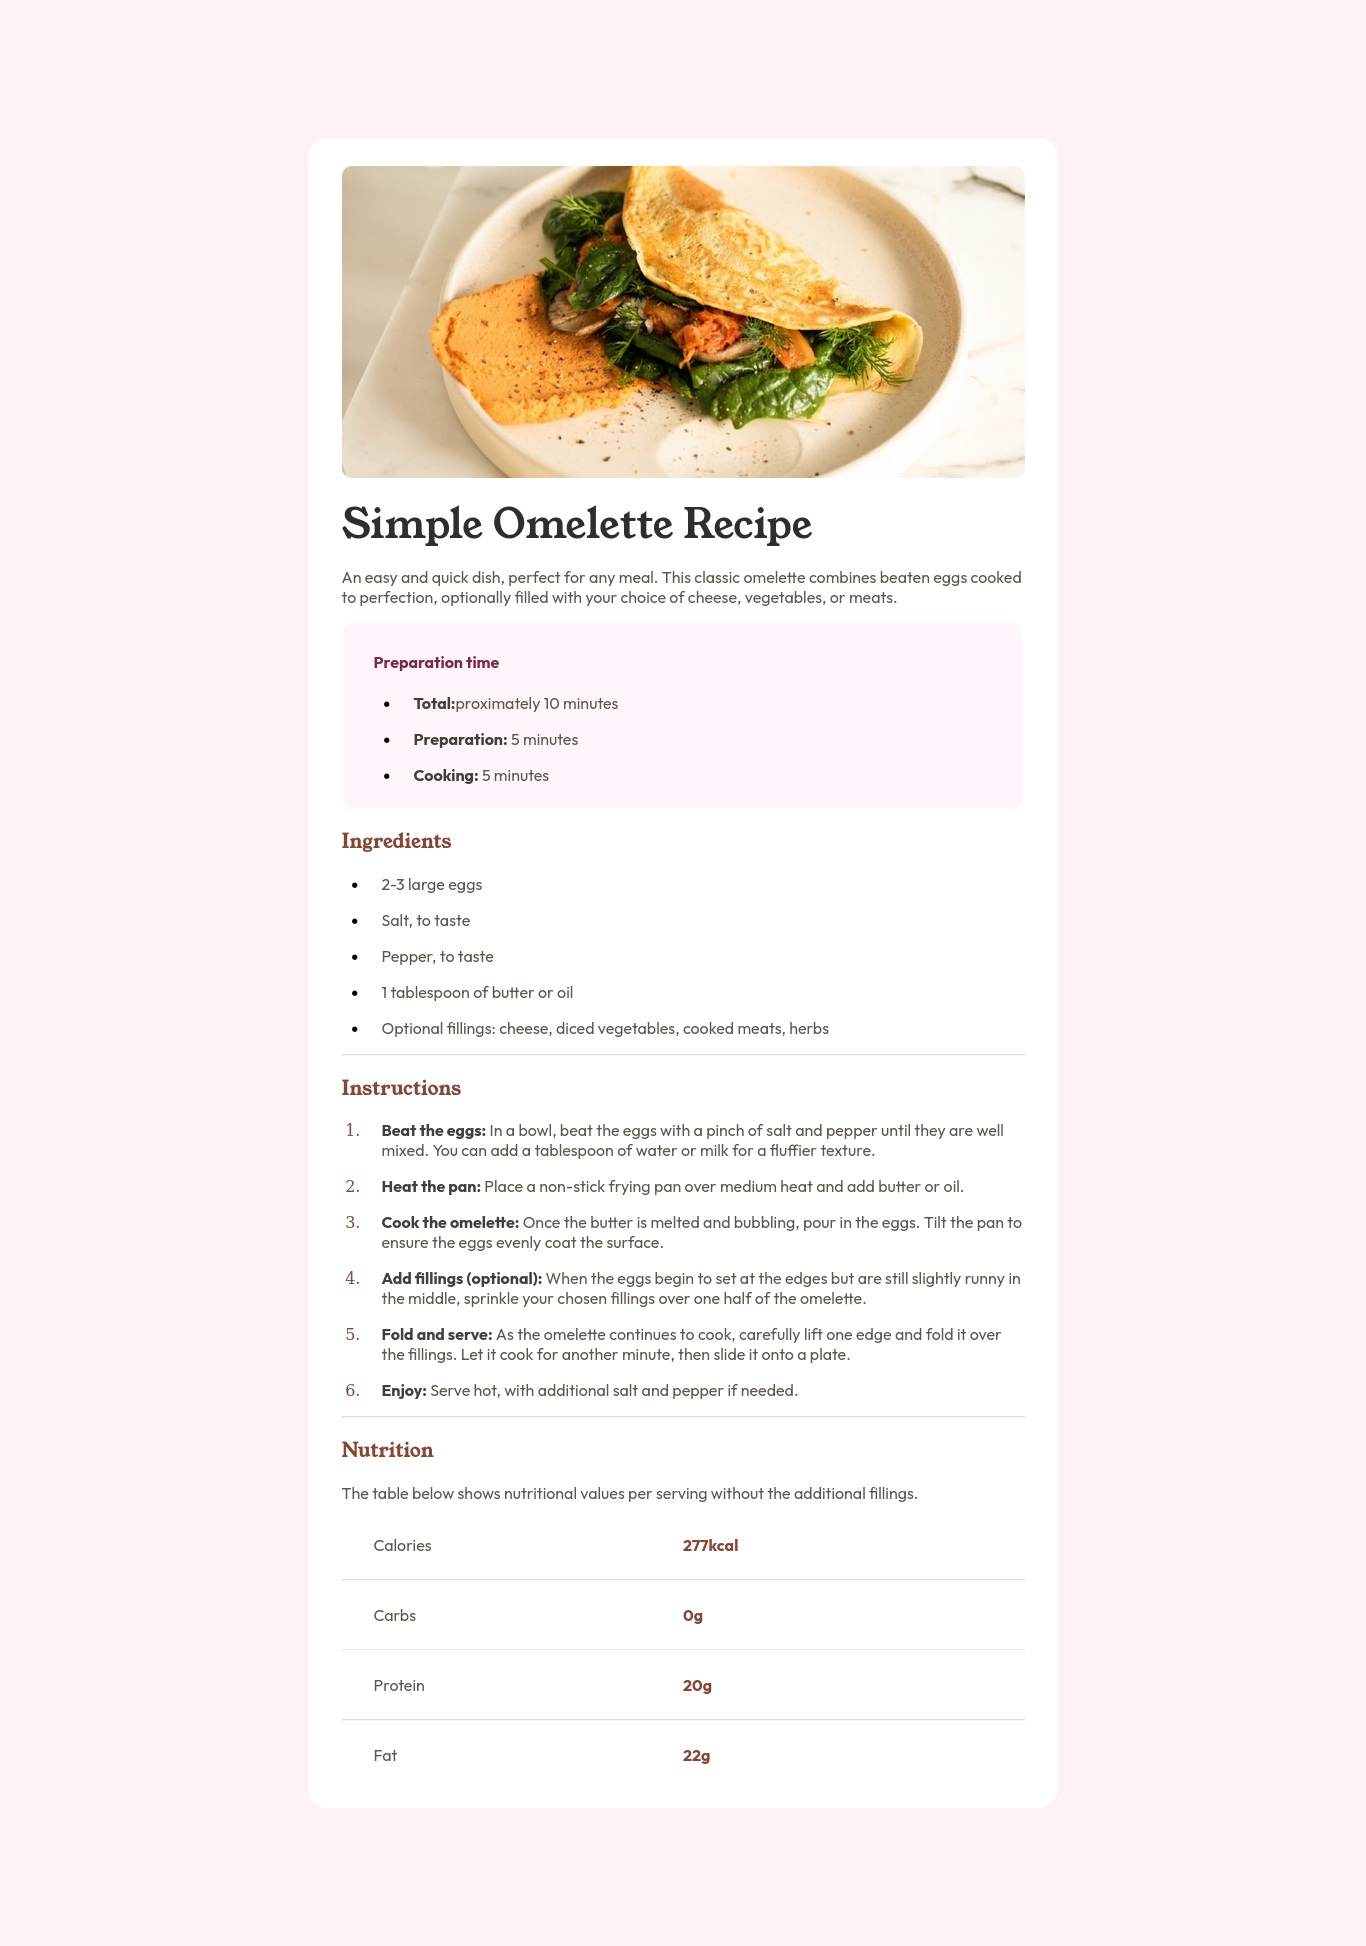 Simple Omelette Recipe
An easy and quick dish, perfect for any meal. This classic omelette combines beaten eggs cooked
to perfection, optionally filled with your choice of cheese, vegetables, or meats.
Preparation time
• Total:proximately 10 minutes
• Preparation: 5 minutes
• Cooking: 5 minutes
Ingredients
• 2-3 large eggs
• Salt, to taste
• Pepper, to taste
• 1 tablespoon of butter or oil
• Optional fillings: cheese, diced vegetables, cooked meats, herbs
Instructions
1. Beat the eggs: In a bowl, beat the eggs with a pinch of salt and pepper until they are well
mixed. You can add a tablespoon of water or milk for a fluffier texture.
2. Heat the pan: Place a non-stick frying pan over medium heat and add butter or oil.
3. Cook the omelette: Once the butter is melted and bubbling, pour in the eggs. Tilt the pan to
ensure the eggs evenly coat the surface.
4. Add fillings (optional): When the eggs begin to set at the edges but are still slightly runny in
the middle, sprinkle your chosen fillings over one half of the omelette.
5. Fold and serve: As the omelette continues to cook, carefully lift one edge and fold it over
the fillings. Let it cook for another minute, then slide it onto a plate.
6. Enjoy: Serve hot, with additional salt and pepper if needed.
Nutrition
The table below shows nutritional values per serving without the additional fillings.
Calories 277kcal
Carbs 0g
Protein 20g
Fat 22g